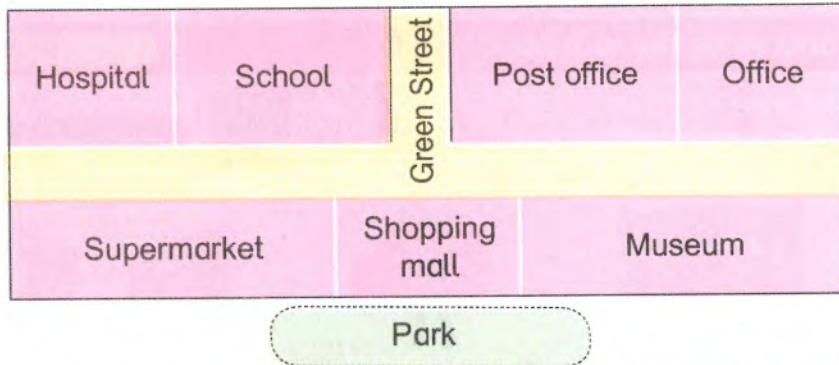 Hospital
School
Green Street
Post office
Office
Supermarket
Shopping
mall
Museum
Park